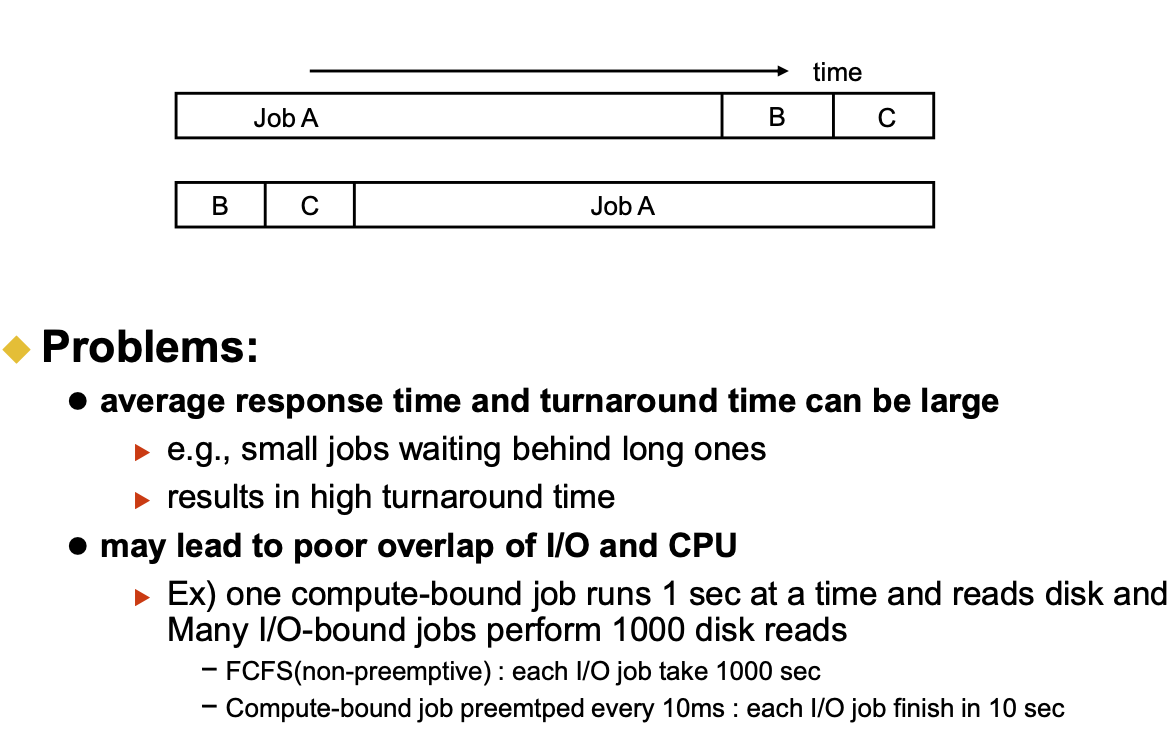 time
Job A B C
B C Job A
Problems:
average response time and turnaround time can be large
e.g., small jobs waiting behind long ones
results in high turnaround time
may lead to poor overlap of I/O and CPU
Ex) one compute-bound job runs 1 sec at a time and reads disk and
Many I/O-bound jobs perform 1000 disk reads
– FCFS(non-preemptive) : each I/O job take 1000 sec
– Compute-bound job preemtped every 10ms : each I/O job finish in 10 sec